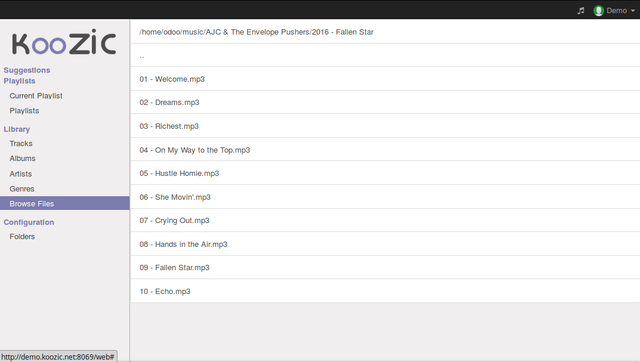 Demo
KooZic
Suggestions
Playlists
Current Playlist
Playlists
Library
Tracks
Albums
Artists
Genres
Browse Files
Configuration
Folders
/home/odoo/music/AJC & The Envelope Pushers/2016 - Fallen Star
..
01 - Welcome.mp3
02 - Dreams.mp3
03 - Richest.mp3
04 - On My Way to the Top.mp3
05 - Hustle Homie.mp3
06 - She Movin'.mp3
07 - Crying Out.mp3
08 - Hands in the Air.mp3
09 - Fallen Star.mp3
10 - Echo.mp3
http://demo.koozic.net:8069/web#